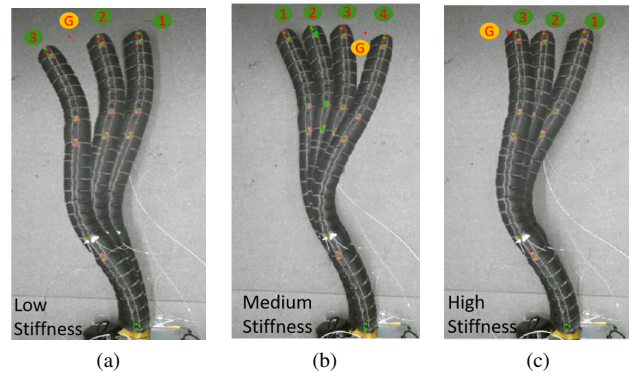 3 G 2 1
Low
Stiffness
(a)
1 2 3 4
G
Medium
Stiffness
(b)
G 3 2 1
High
Stiffness
(c)